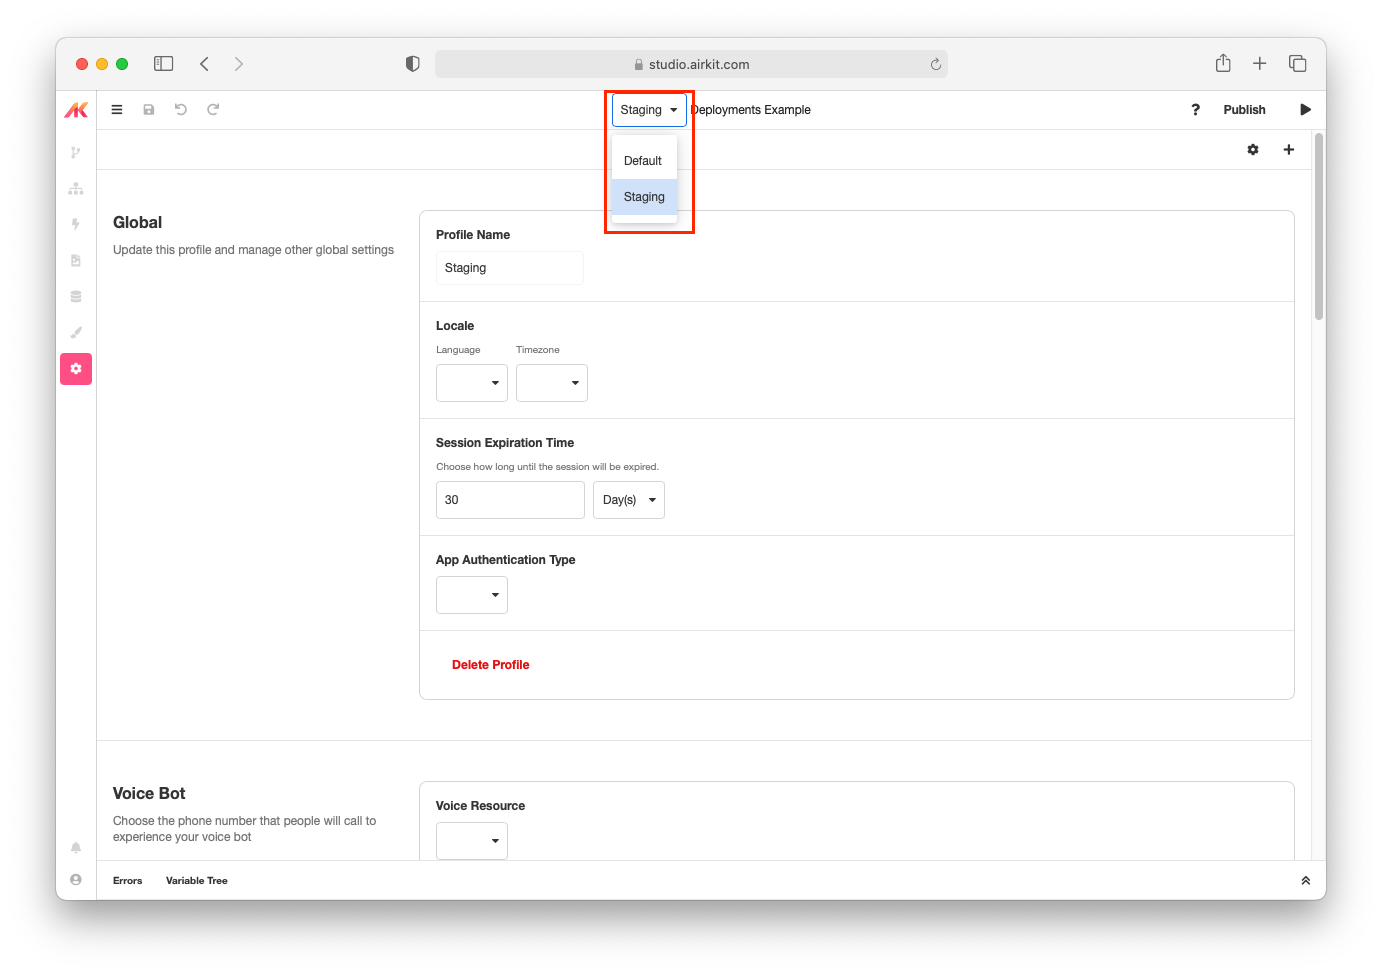 studio.airkit.com
Staging
Deployments Example
?
Publish
Default
Staging
Global
Update this profile and manage other global settings
Profile Name
Staging
Locale
Language
Timezone
Session Expiration Time
Choose how long until the session will be expired.
30
Day(s)
App Authentication Type
Delete Profile
Voice Bot
Choose the phone number that people will call to
experience your voice bot
Voice Resource
Errors
Variable Tree